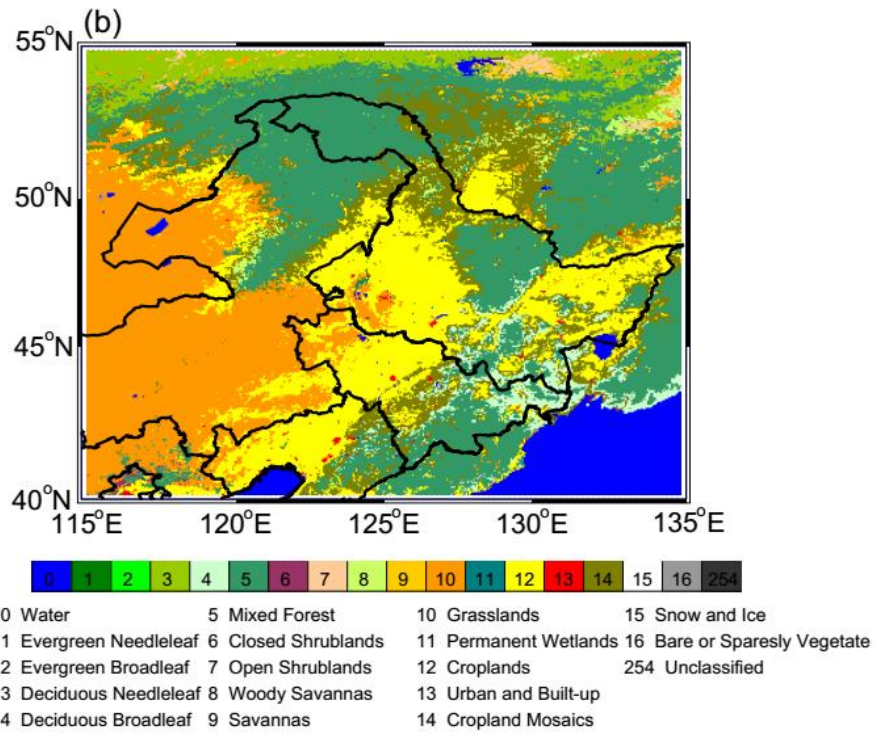 (b)
55°N
50°N
45°N
40°N
115°E 120°E 125°E 130°E 135°E
0 1 2 3 4 5 6 7 8 9 10 11 12 13 14 15 16 254
0 Water 5 Mixed Forest 10 Grasslands 15 Snow and Ice
1 Evergreen Needleleaf 6 Closed Shrublands 11 Permanent Wetlands 16 Bare or Sparesly Vegetate
2 Evergreen Broadleaf 7 Open Shrublands 12 Croplands 254 Unclassified
3 Deciduous Needleleaf 8 Woody Savannas 13 Urban and Built-up
4 Deciduous Broadleaf 9 Savannas 14 Cropland Mosaics